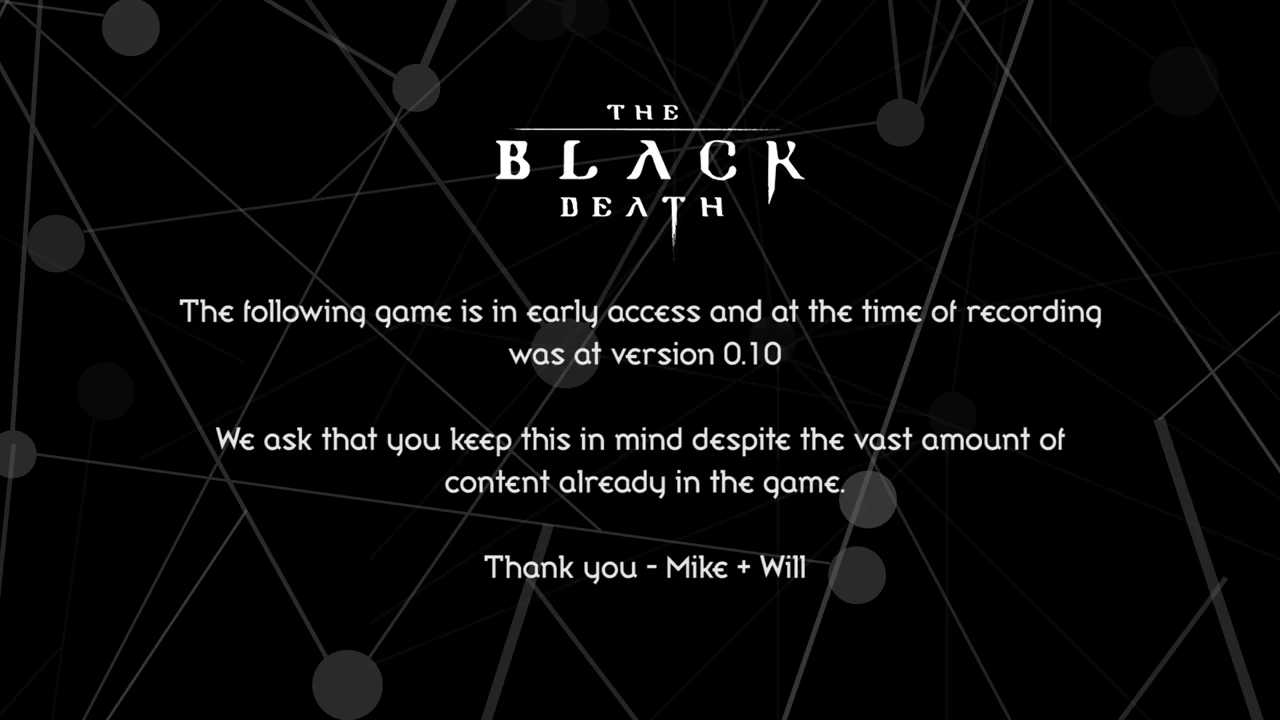 THE
BLACK
DEATH
The following game is in early access and at the time of recording
was at version 0.10
We ask that you keep this in mind despite the vast amount of
content already in the game.
Thank you - Mike + Will